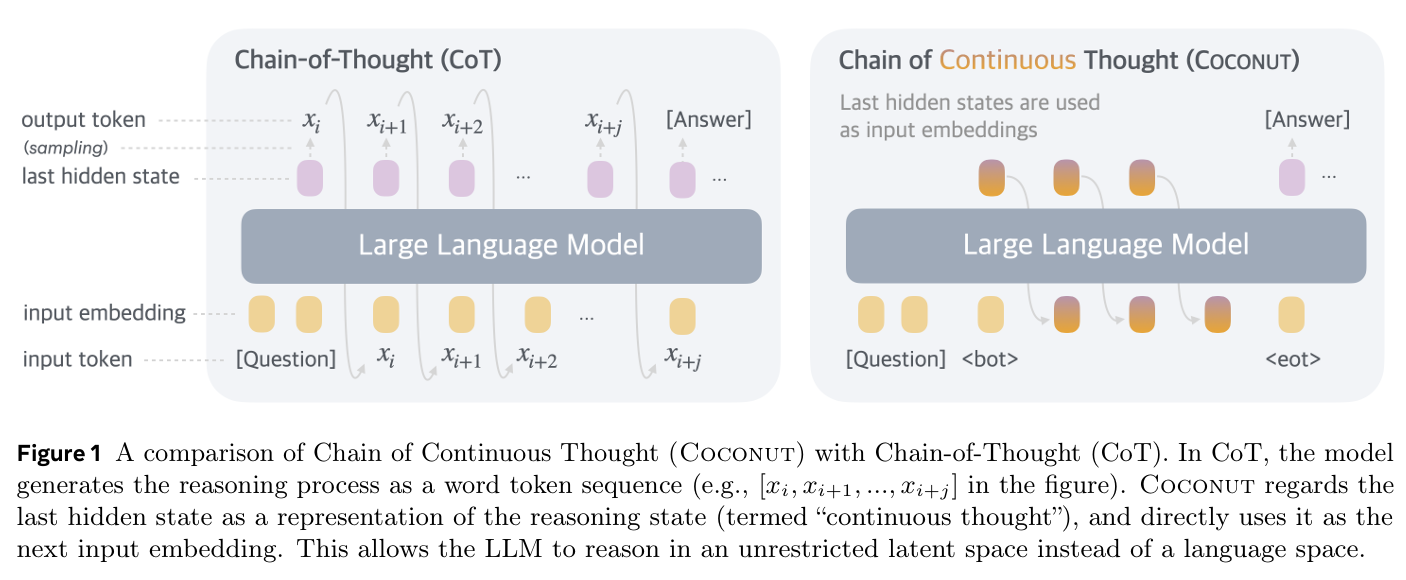 Chain-of-Thought (CoT)
output token
(sampling)
last hidden state
input embedding
input token
x_i x_{i+1} x_{i+2} x_{i+j} [Answer]
... ...
Large Language Model
...
[Question] x_i x_{i+1} x_{i+2} x_{i+j}
Chain of Continuous Thought (COCONUT)
Last hidden states are used
as input embeddings
[Answer]
...
Large Language Model
[Question] <bot> <eot>
Figure 1 A comparison of Chain of Continuous Thought (COCONUT) with Chain-of-Thought (CoT). In CoT, the model
generates the reasoning process as a word token sequence (e.g., [x_i, x_{i+1}, ..., x_{i+j}] in the figure). COCONUT regards the
last hidden state as a representation of the reasoning state (termed “continuous thought”), and directly uses it as the
next input embedding. This allows the LLM to reason in an unrestricted latent space instead of a language space.